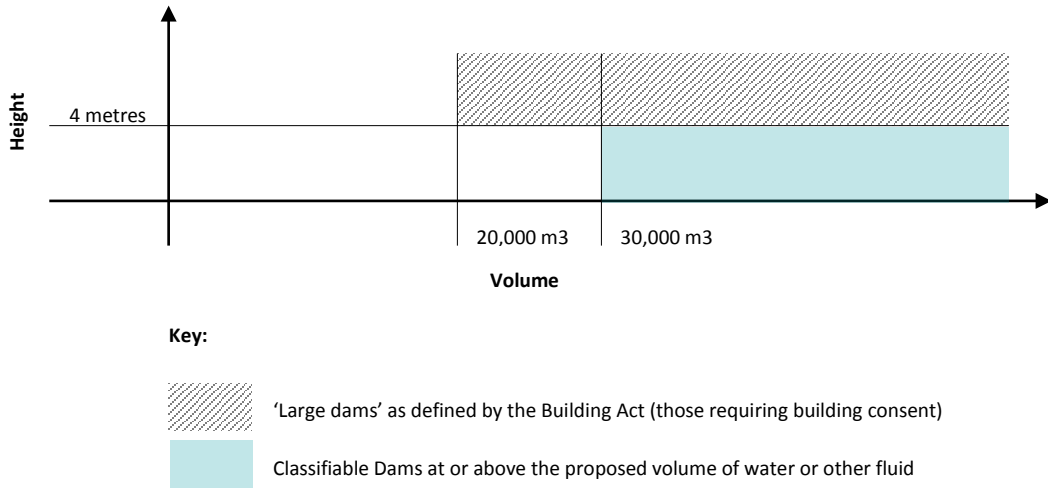 Height
4 metres
20,000 m3
30,000 m3
Volume
Key:
‘Large dams’ as defined by the Building Act (those requiring building consent)
Classifiable Dams at or above the proposed volume of water or other fluid